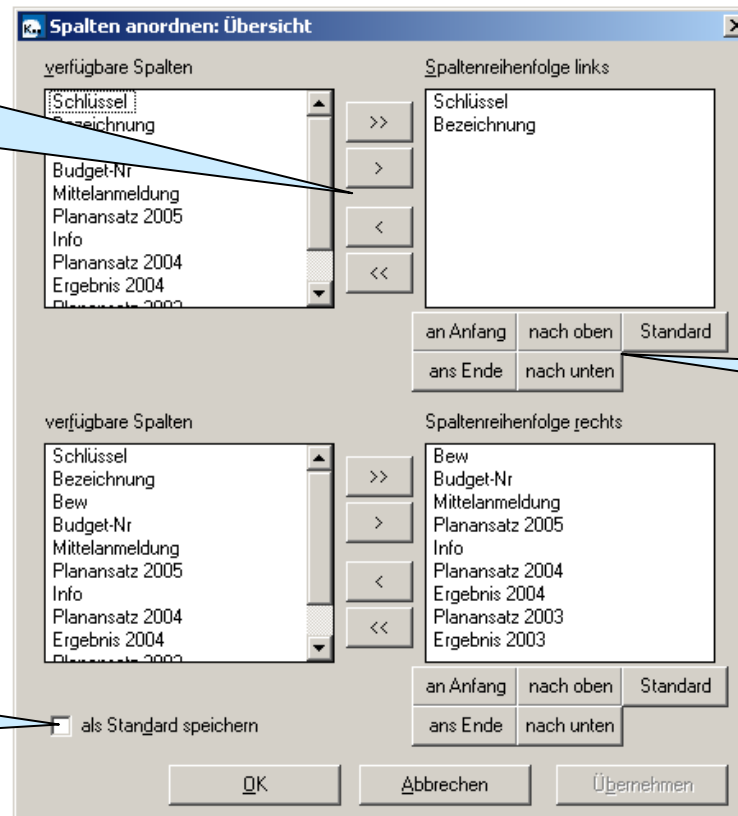 K..
Spalten anordnen: Übersicht
verfügbare Spalten
Schlüssel
Bezeichnung
Budget-Nr
Mittelanmeldung
Planansatz 2005
Info
Planansatz 2004
Ergebnis 2004
>>
>
<
<<
Spaltenreihenfolge links
Schlüssel
Bezeichnung
an Anfang nach oben Standard
ans Ende nach unten
verfügbare Spalten
Schlüssel
Bezeichnung
Bew
Budget-Nr
Mittelanmeldung
Planansatz 2005
Info
Planansatz 2004
Ergebnis 2004
>>
>
<
<<
Spaltenreihenfolge rechts
Bew
Budget-Nr
Mittelanmeldung
Planansatz 2005
Info
Planansatz 2004
Ergebnis 2004
Planansatz 2003
Ergebnis 2003
an Anfang nach oben Standard
ans Ende nach unten
als Standard speichern
OK Abbrechen Übernehmen